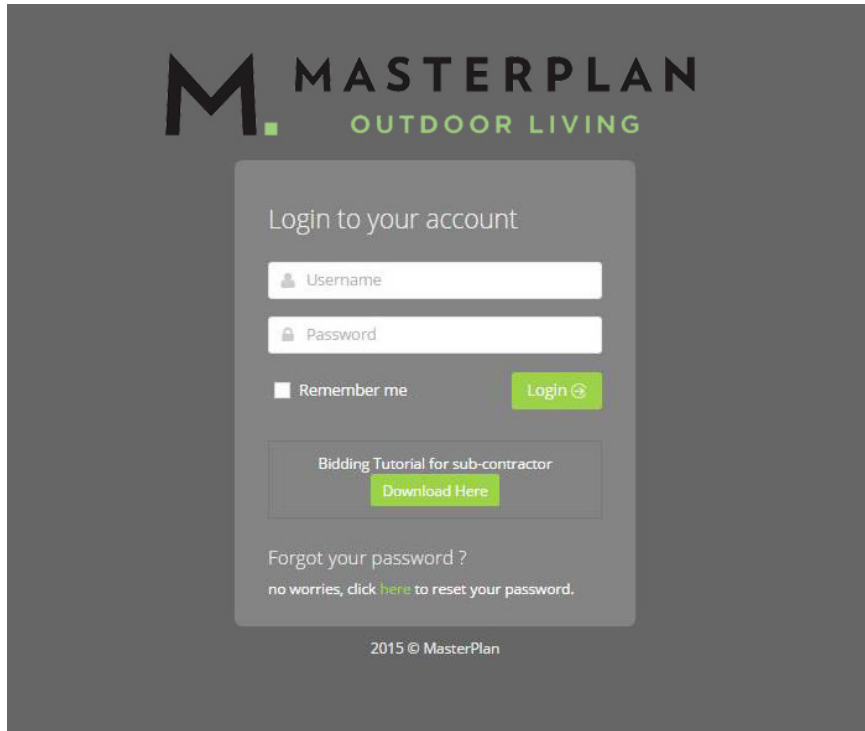 M. MASTERPLAN
OUTDOOR LIVING
Login to your account
Username
Password
Remember me
Login
Bidding Tutorial for sub-contractor
Download Here
Forgot your password ?
no worries, click here to reset your password.
2015 © MasterPlan